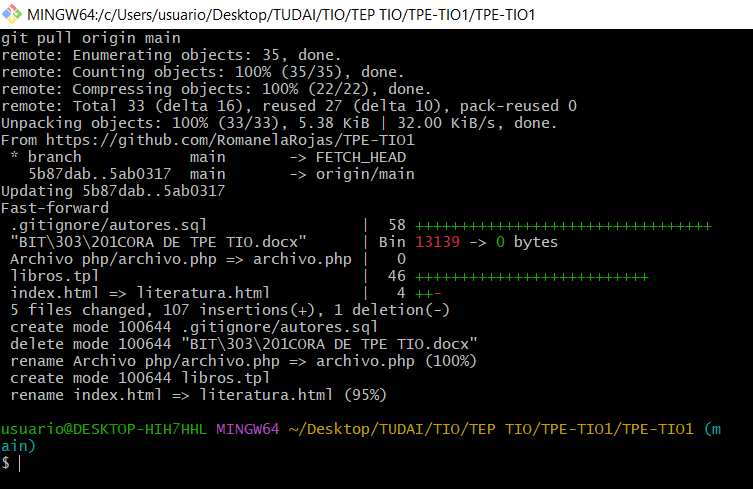 MINGW64:/c/Users/usuario/Desktop/TUDAI/TIO/TEP TIO/TPE-TIO1/TPE-TIO1
git pull origin main
remote: Enumerating objects: 35, done.
remote: Counting objects: 100% (35/35), done.
remote: Compressing objects: 100% (22/22), done.
remote: Total 33 (delta 16), reused 27 (delta 10), pack-reused 0
Unpacking objects: 100% (33/33), 5.38 KiB | 32.00 KiB/s, done.
From https://github.com/RomanelaRojas/TPE-TIO1
 * branch            main       -> FETCH_HEAD
   5b87dab..5ab0317  main       -> origin/main
Updating 5b87dab..5ab0317
Fast-forward
 .gitignore/autores.sql                 |  58 ++++++++++++++++++++++++++++++++++
 "BIT\303\201CORA DE TPE TIO.docx"      | Bin 13139 -> 0 bytes
 Archivo php/archivo.php => archivo.php |   0
 libros.tpl                             |  46 +++++++++++++++++++++++++++
 index.html => literatura.html          |   4 ++-
 5 files changed, 107 insertions(+), 1 deletion(-)
 create mode 100644 .gitignore/autores.sql
 delete mode 100644 "BIT\303\201CORA DE TPE TIO.docx"
 rename Archivo php/archivo.php => archivo.php (100%)
 create mode 100644 libros.tpl
 rename index.html => literatura.html (95%)
usuario@DESKTOP-HIH7HHL MINGW64 ~/Desktop/TUDAI/TIO/TEP TIO/TPE-TIO1/TPE-TIO1 (m
ain)
$